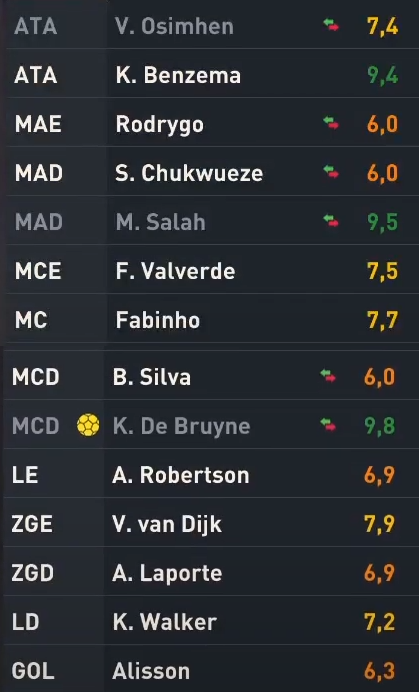 ATA V. Osimhen 7,4
ATA K. Benzema 9,4
MAE Rodrygo 6,0
MAD S. Chukwueze 6,0
MAD M. Salah 9,5
MCE F. Valverde 7,5
MC Fabinho 7,7
MCD B. Silva 6,0
MCD K. De Bruyne 9,8
LE A. Robertson 6,9
ZGE V. van Dijk 7,9
ZGD A. Laporte 6,9
LD K. Walker 7,2
GOL Alisson 6,3